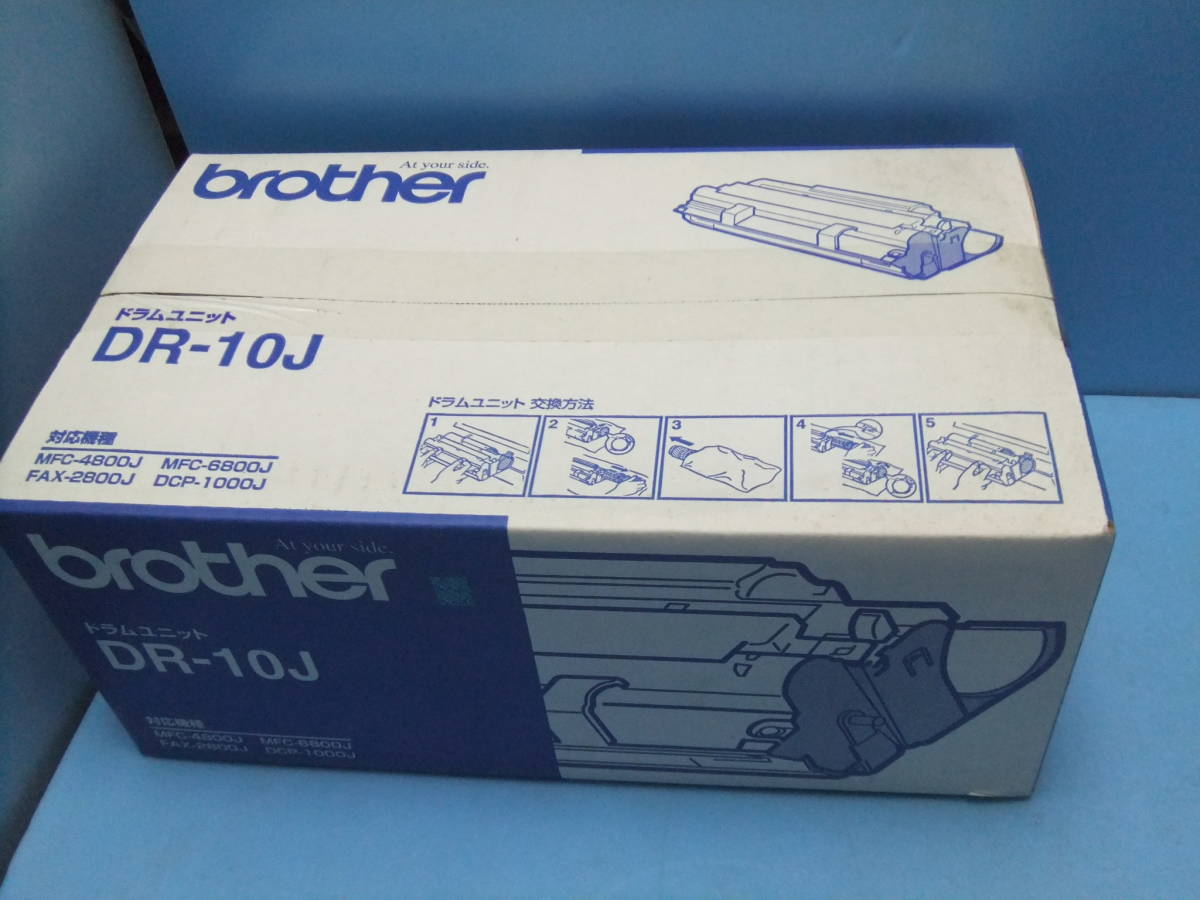 At your side.
brother
ドラムユニット
DR-10J
対応機種
MFC-4800J MFC-6800J
FAX-2800J DCP-1000J
ドラムユニット 交換方法
1 2 3 4 5
At your side.
brother
ドラムユニット
DR-10J
対応機種
MFC-4800J MFC-6800J
FAX-2800J DCP-1000J